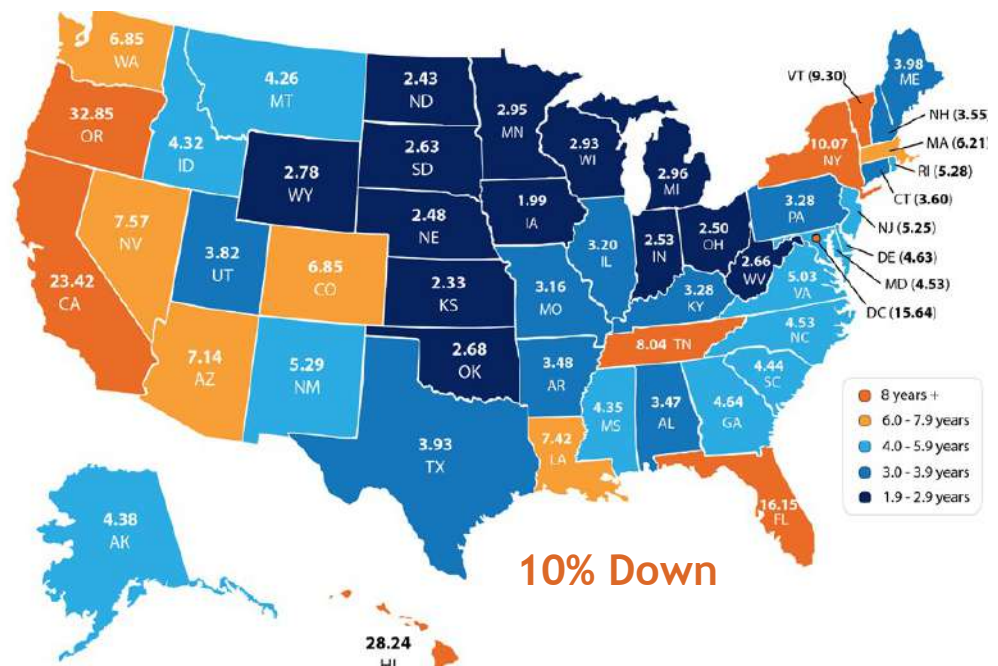 6.85
WA
4.26
MT
2.43
ND
2.95
MN
3.98
ME
VT (9.30)
NH (3.55)
MA (6.21)
RI (5.28)
CT (3.60)
NJ (5.25)
DE (4.63)
MD (4.53)
DC (15.64)
32.85
OR
4.32
ID
2.78
WY
2.63
SD
2.93
WI
2.96
MI
10.07
NY
7.57
NV
3.82
UT
6.85
CO
2.48
NE
1.99
IA
3.20
IL
2.53
IN
2.50
OH
3.28
PA
2.66
WV
5.03
VA
23.42
CA
2.33
KS
3.16
MO
3.28
KY
4.53
NC
7.14
AZ
5.29
NM
2.68
OK
3.48
AR
8.04 TN
4.44
SC
3.93
TX
7.42
LA
4.35
MS
3.47
AL
4.64
GA
16.15
FL
8 years +
6.0 - 7.9 years
4.0 - 5.9 years
3.0 - 3.9 years
1.9 - 2.9 years
4.38
AK
10% Down
28.24
HI